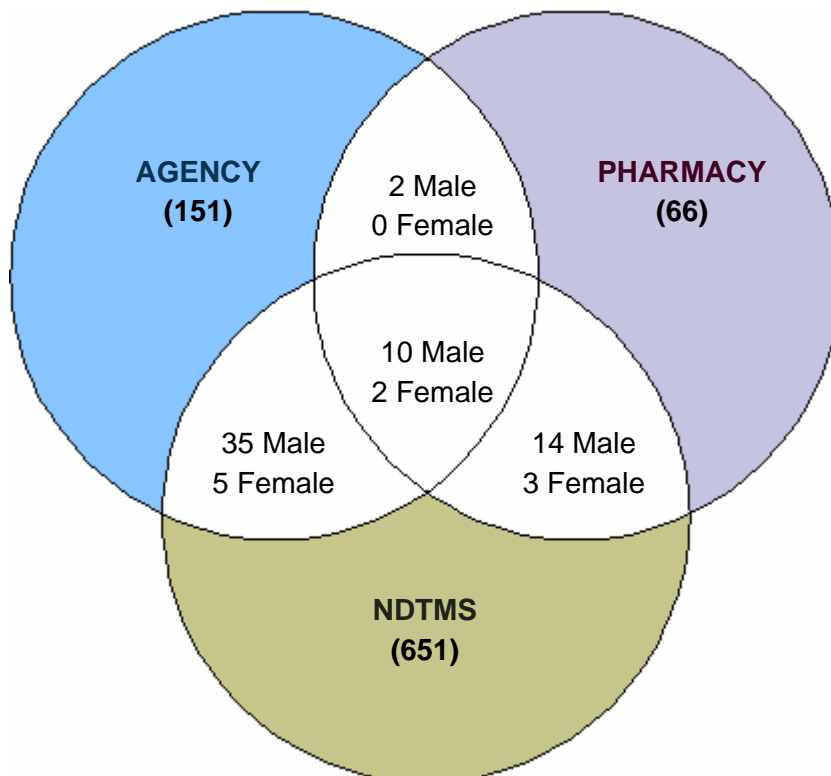 AGENCY
(151)
2 Male
0 Female
PHARMACY
(66)
10 Male
2 Female
35 Male
5 Female
14 Male
3 Female
NDTMS
(651)